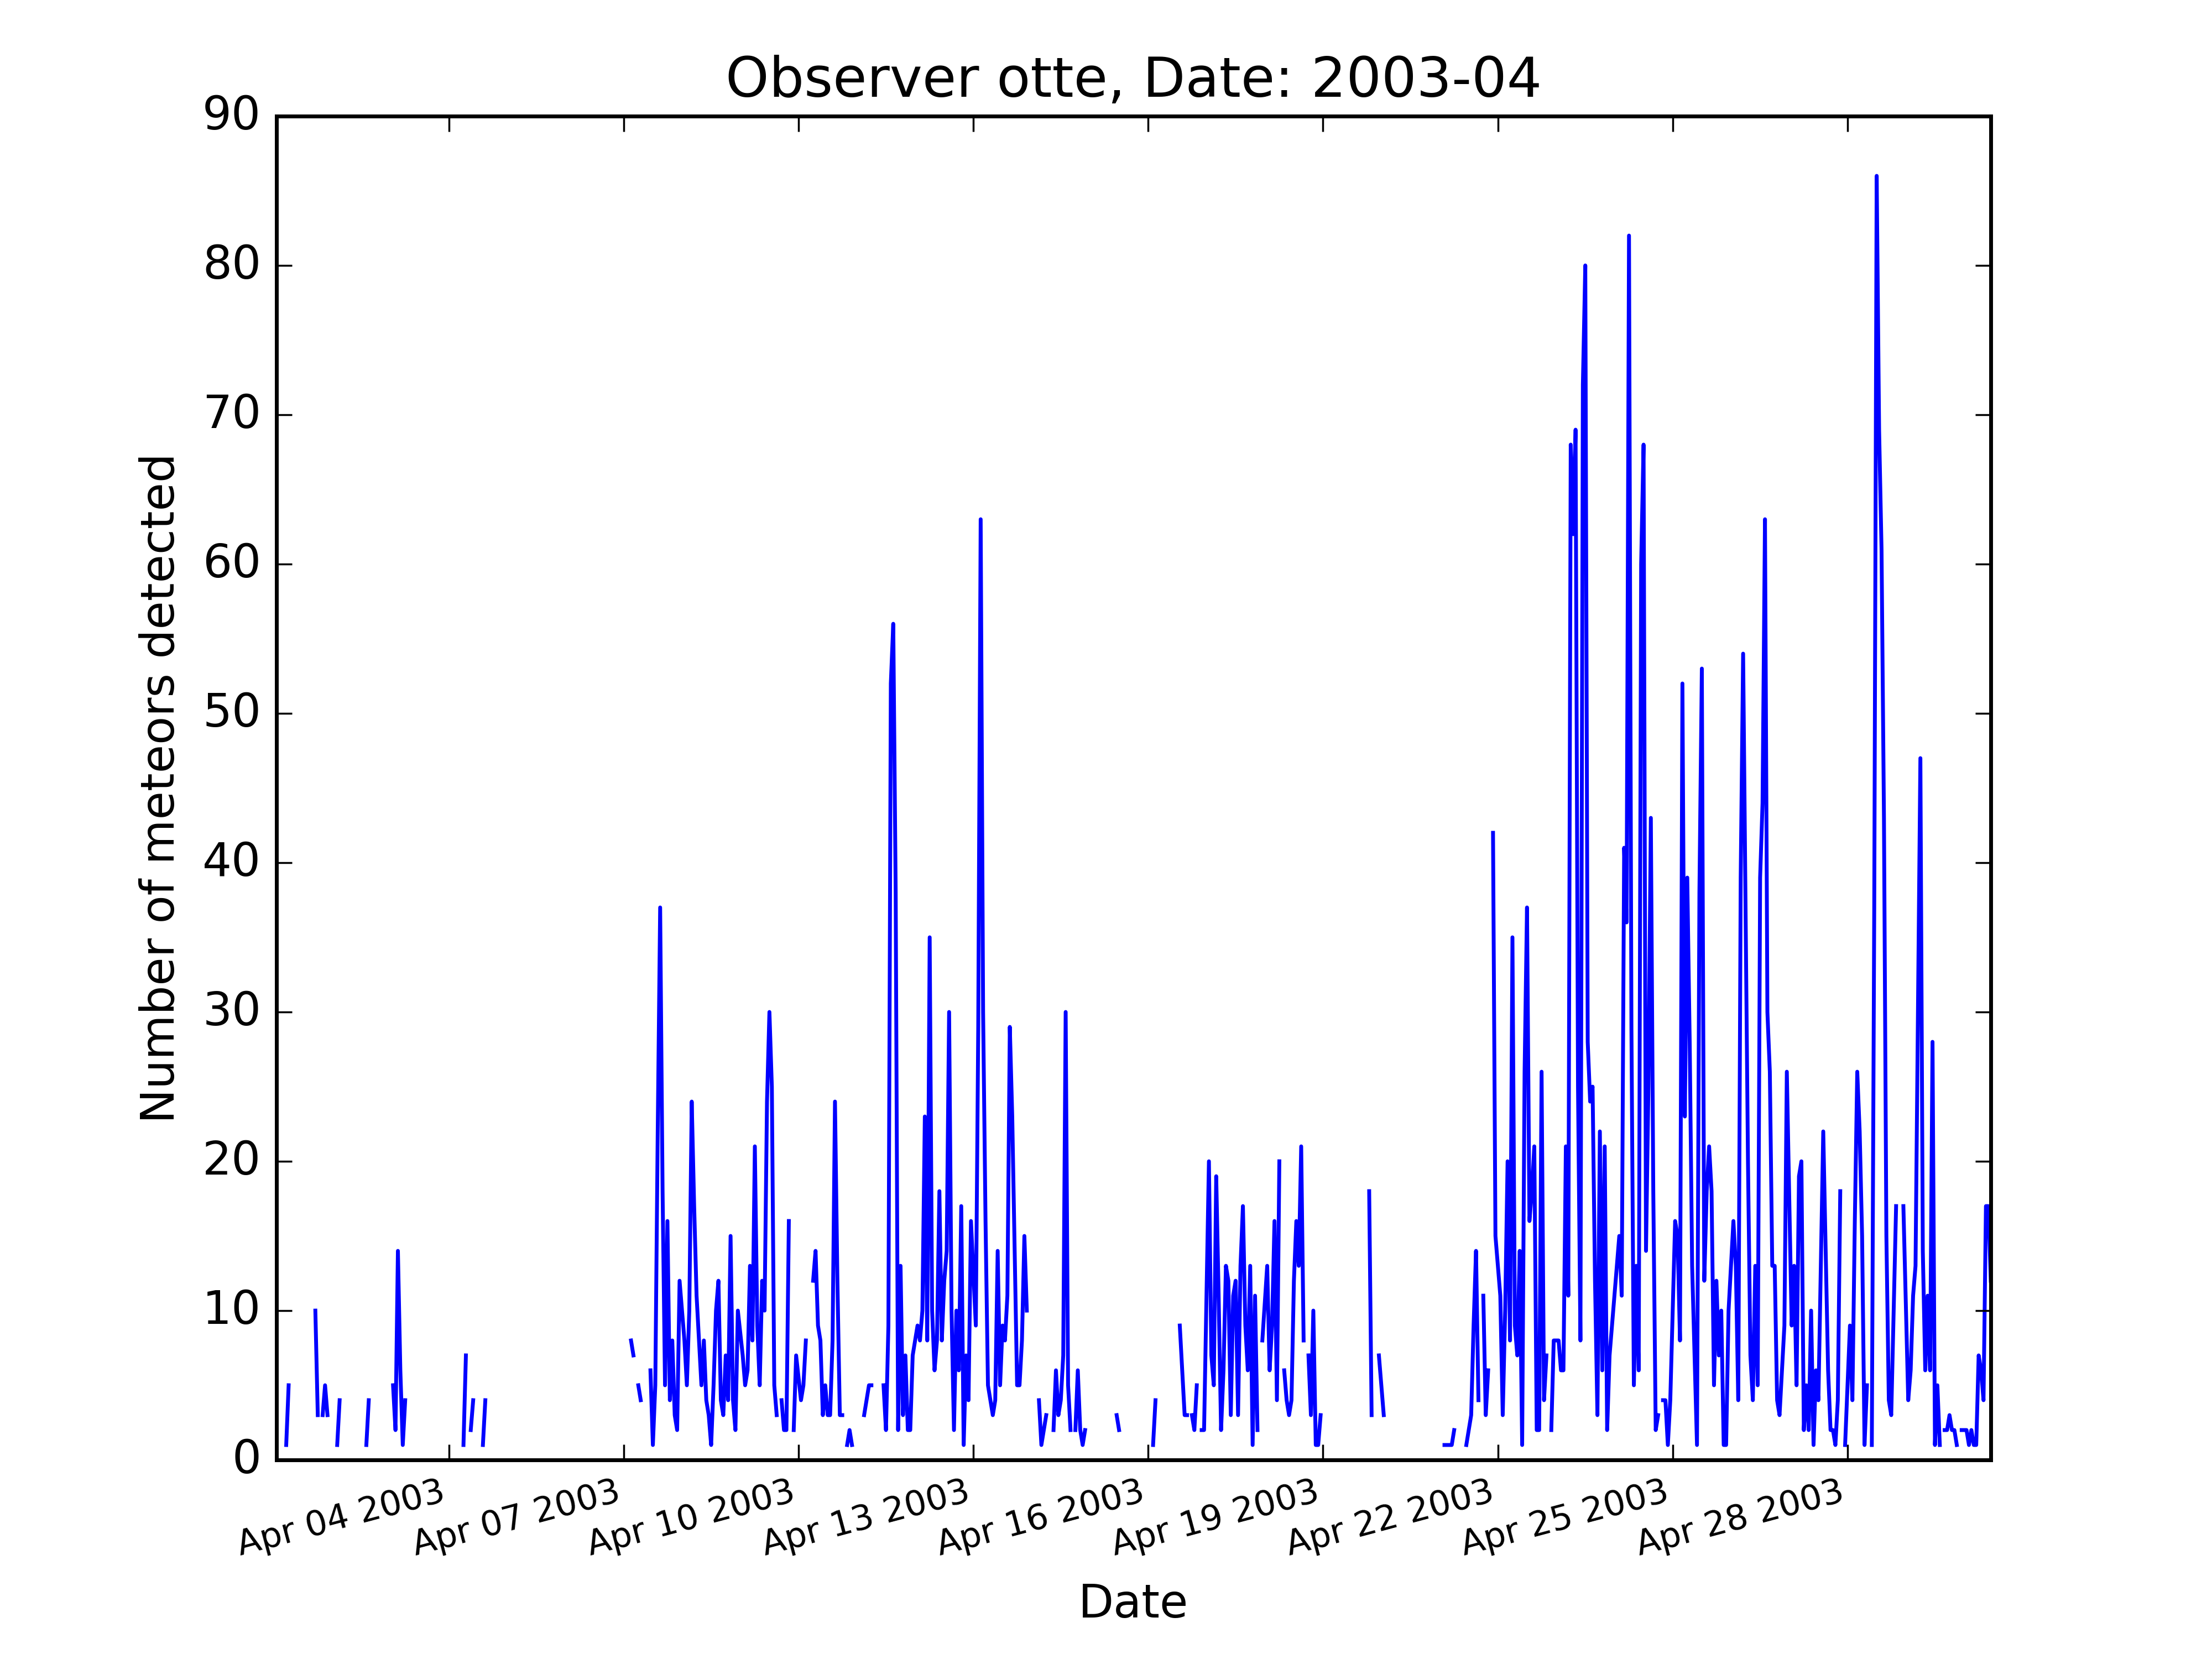 Observer otte, Date: 2003-04
Number of meteors detected
90
80
70
60
50
40
30
20
10
0
Apr 04 2003
Apr 07 2003
Apr 10 2003
Apr 13 2003
Apr 16 2003
Apr 19 2003
Apr 22 2003
Apr 25 2003
Apr 28 2003
Date